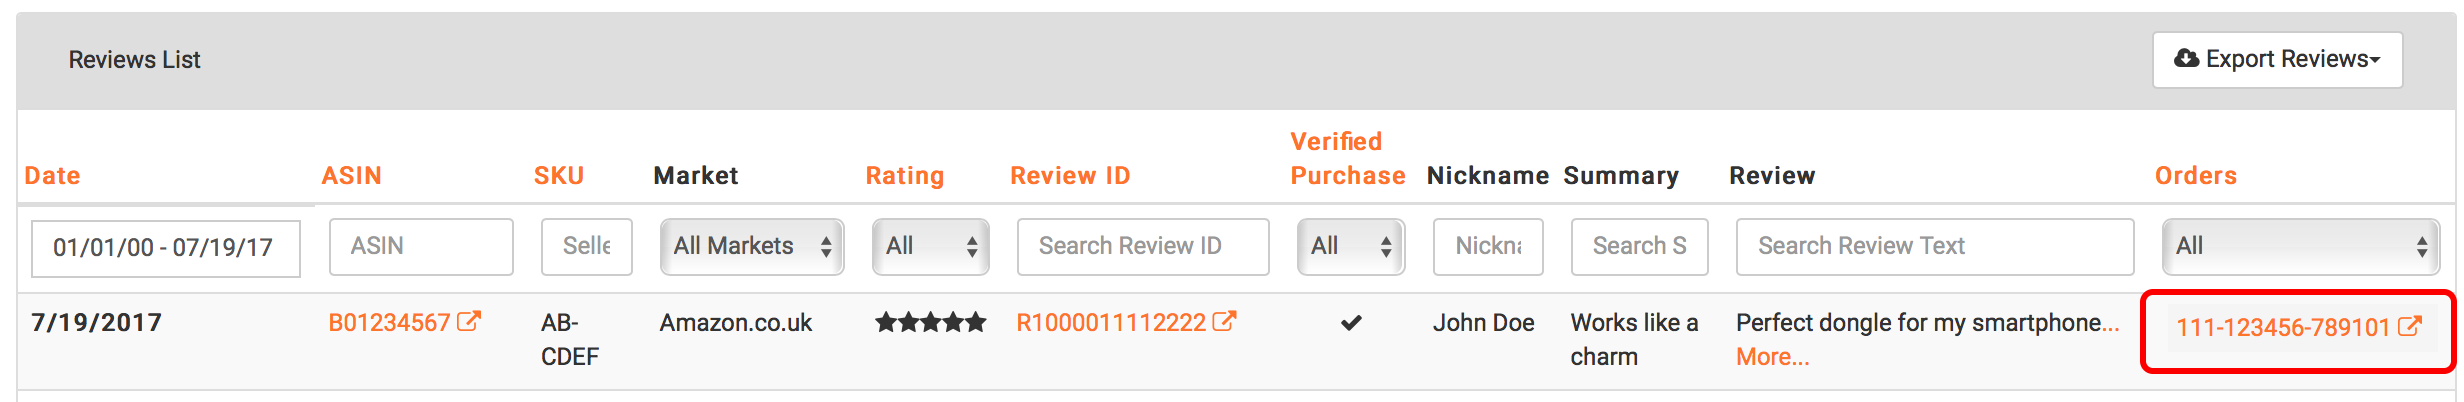 Reviews List
Export Reviews
Date
ASIN
SKU
Market
Rating
Review ID
Verified
Purchase
Nickname
Summary
Review
Orders
01/01/00 - 07/19/17
ASIN
Selle
All Markets
All
Search Review ID
All
Nickna
Search S
Search Review Text
All
7/19/2017
B01234567
AB-
CDEF
Amazon.co.uk
R1000011112222
John Doe
Works like a
charm
Perfect dongle for my smartphone...
More...
111-123456-789101